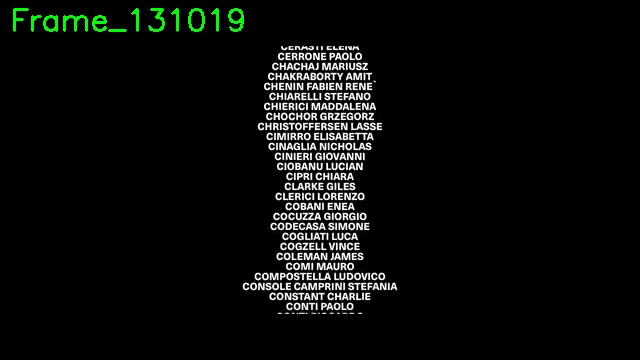 Frame_131019
CERASTI ELENA
CERRONE PAOLO
CHACHAJ MARIUSZ
CHAKRABORTY AMIT
CHENIN FABIEN RENE`
CHIARELLI STEFANO
CHIERICI MADDALENA
CHOCHOR GRZEGORZ
CHRISTOFFERSEN LASSE
CIMIRRO ELISABETTA
CINAGLIA NICHOLAS
CINIERI GIOVANNI
CIOBANU LUCIAN
CIPRI CHIARA
CLARKE GILES
CLERICI LORENZO
COBANI ENEA
COCUZZA GIORGIO
CODECASA SIMONE
COGLIATI LUCA
COGZELL VINCE
COLEMAN JAMES
COMI MAURO
COMPOSTELLA LUDOVICO
CONSOLE CAMPRINI STEFANIA
CONSTANT CHARLIE
CONTI PAOLO